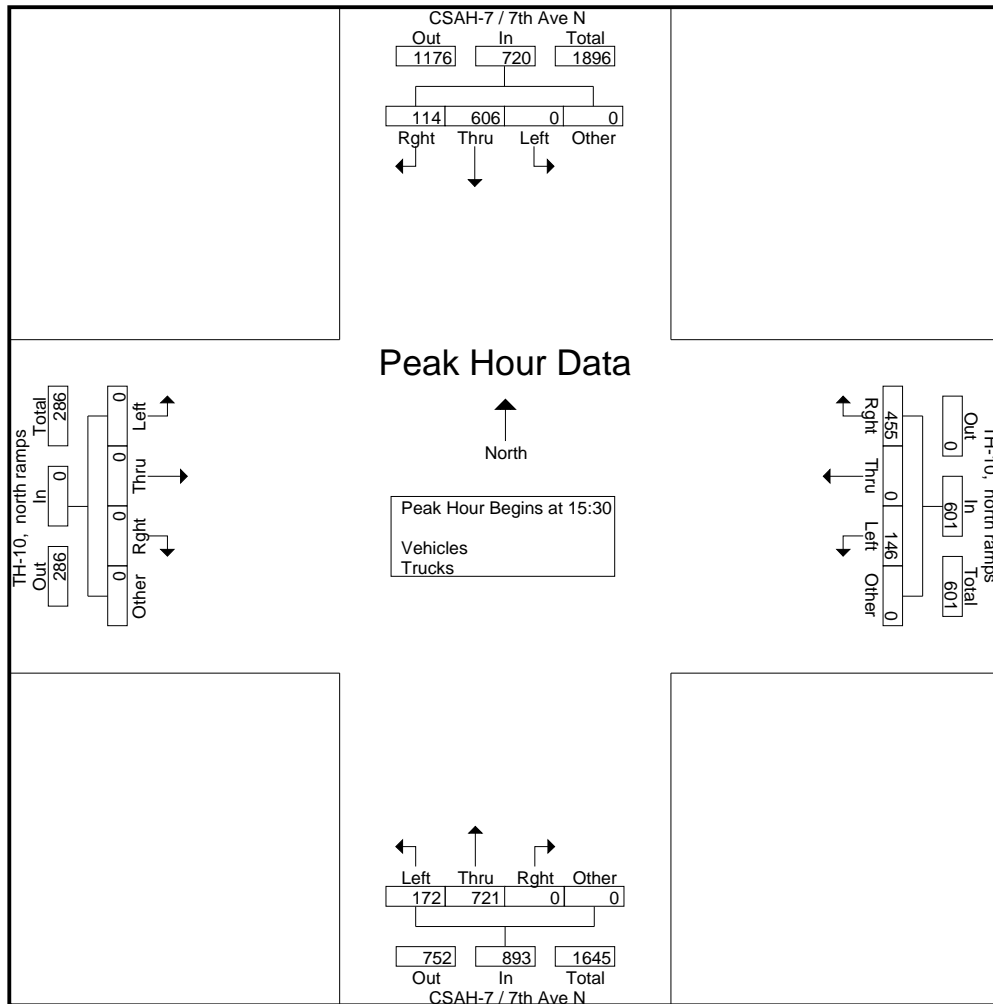 CSAH-7 / 7th Ave N
Out In Total
1176 720 1896
114 606 0 0
Rght Thru Left Other
Peak Hour Data
North
Peak Hour Begins at 15:30
Vehicles
Trucks
TH-10, north ramps
Out In Total
286 0 286
Left Thru Rght Other
0 0 0 0
TH-10, north ramps
Out In Total
0 601 601
Rght Thru Left Other
455 0 146 0
Left Thru Rght Other
172 721 0 0
752 893 1645
Out In Total
CSAH-7 / 7th Ave N